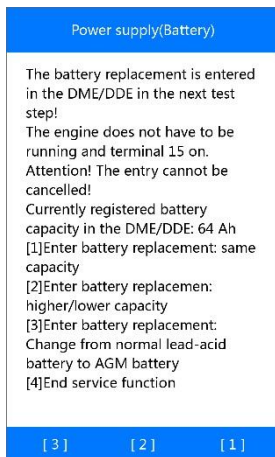 Power supply(Battery)
The battery replacement is entered
in the DME/DDE in the next test
step!
The engine does not have to be
running and terminal 15 on.
Attention! The entry cannot be
cancelled!
Currently registered battery
capacity in the DME/DDE: 64 Ah
[1]Enter battery replacement: same
capacity
[2]Enter battery replacemen:
higher/lower capacity
[3]Enter battery replacement:
Change from normal lead-acid
battery to AGM battery
[4]End service function
[ 3 ] [ 2 ] [ 1 ]